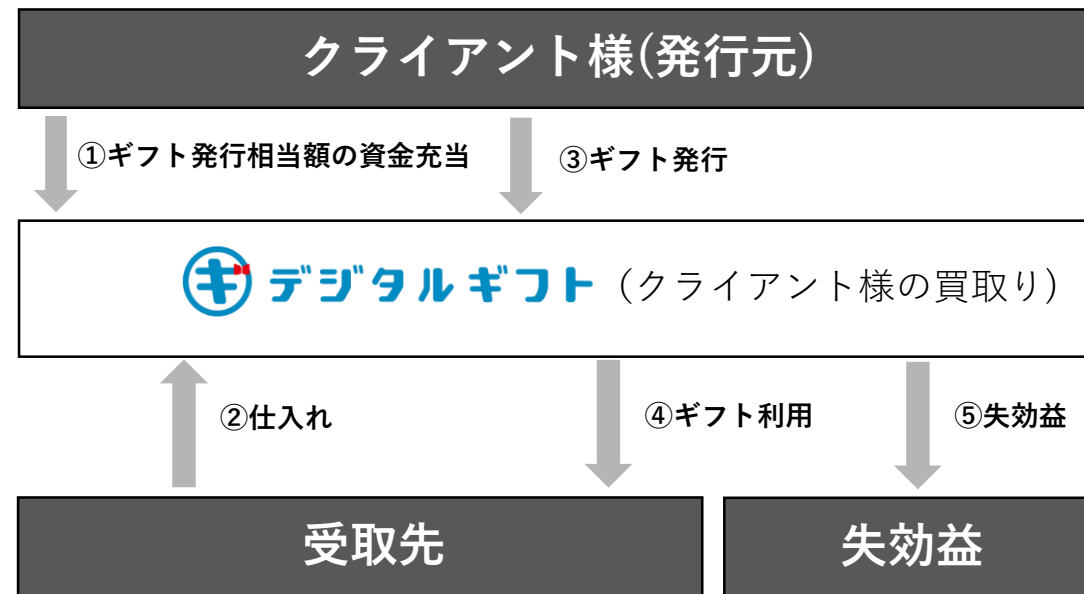 クライアント様(発行元)
①ギフト発行相当額の資金充当
③ギフト発行
ギ デジタルギフト（クライアント様の買取り）
②仕入れ
④ギフト利用
⑤失効益
受取先
失効益